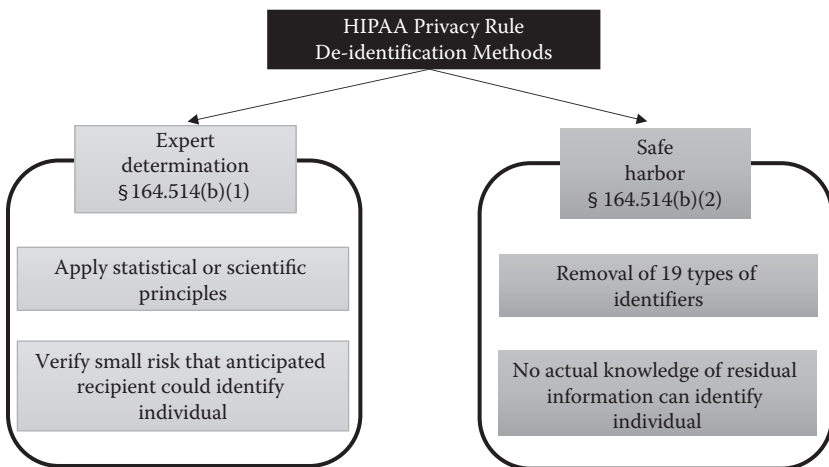 HIPAA Privacy Rule
De-identification Methods
Expert
determination
§ 164.514(b)(1)
Apply statistical or scientific
principles
Verify small risk that anticipated
recipient could identify
individual
Safe
harbor
§ 164.514(b)(2)
Removal of 19 types of
identifiers
No actual knowledge of residual
information can identify
individual